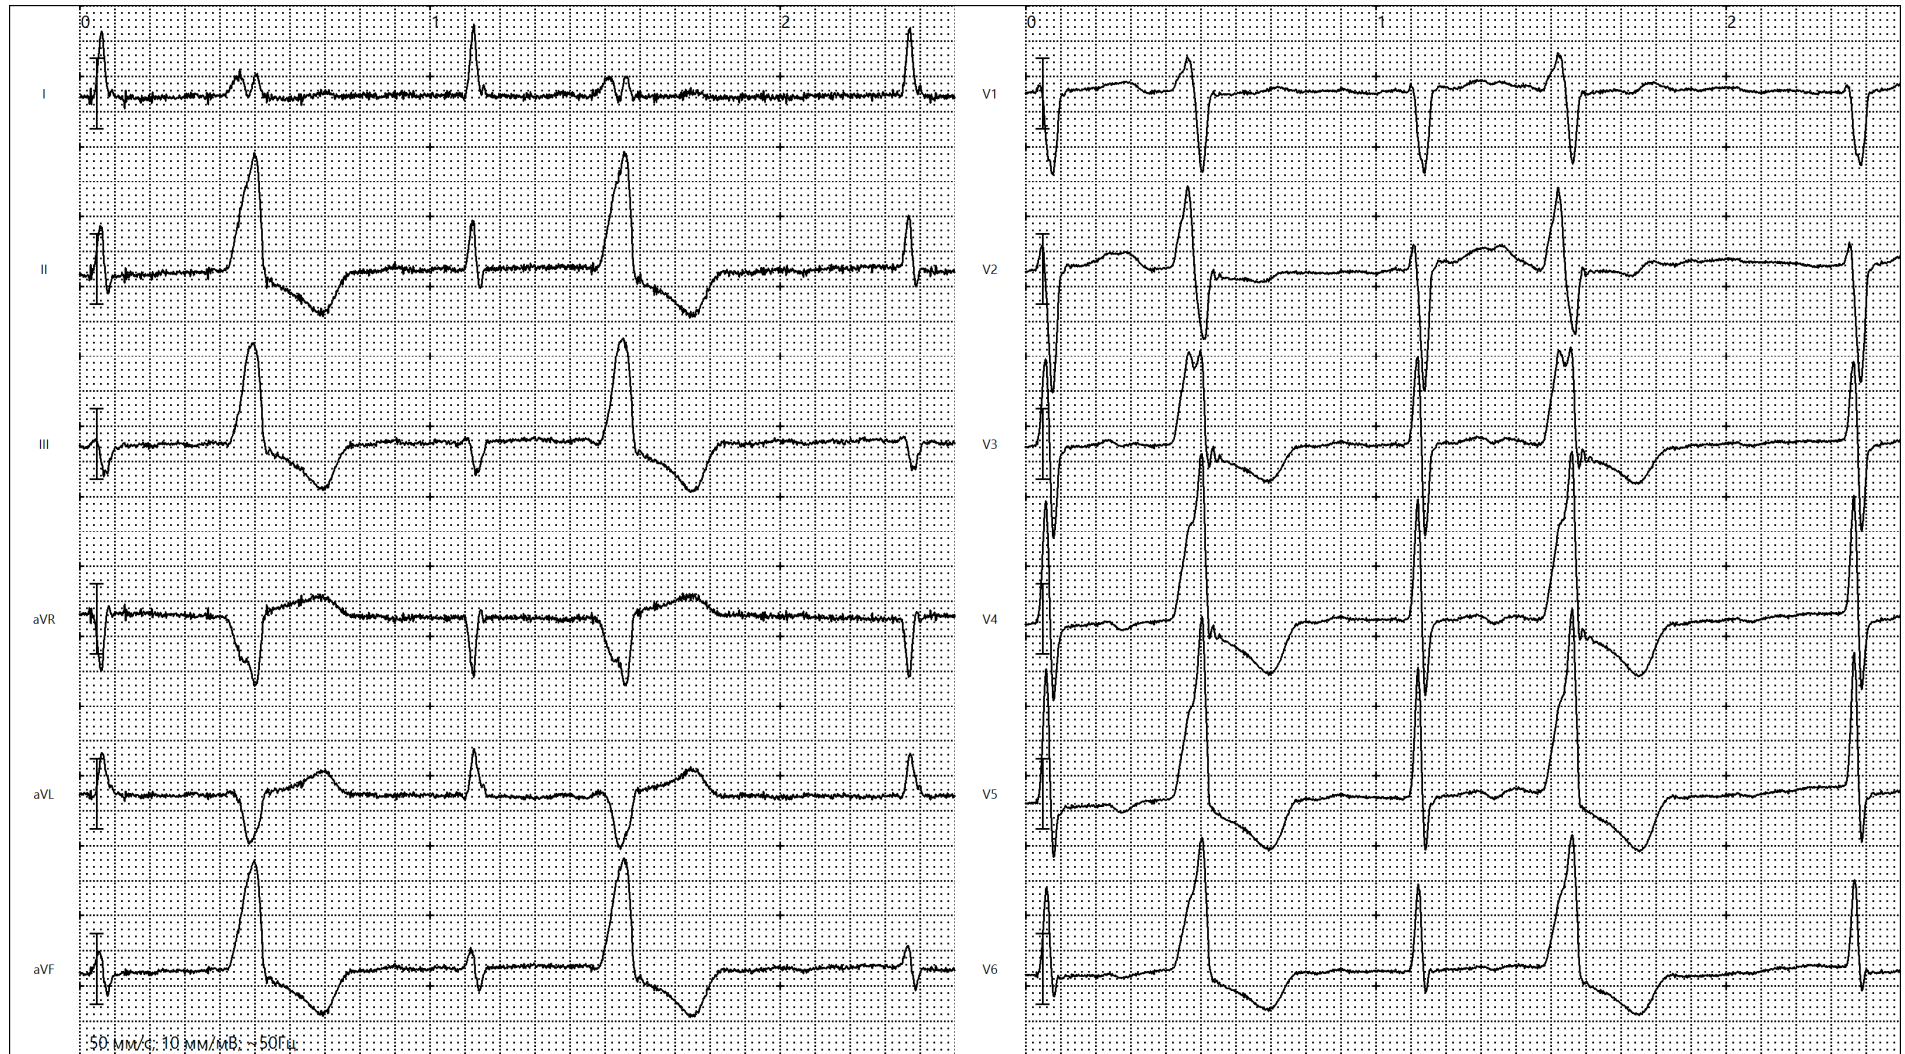 0 1 2 0 1 2
I V1
II V2
III V3
aVR V4
aVL V5
aVF V6
50 мм/с; 10 мм/мВ; ~50Гц